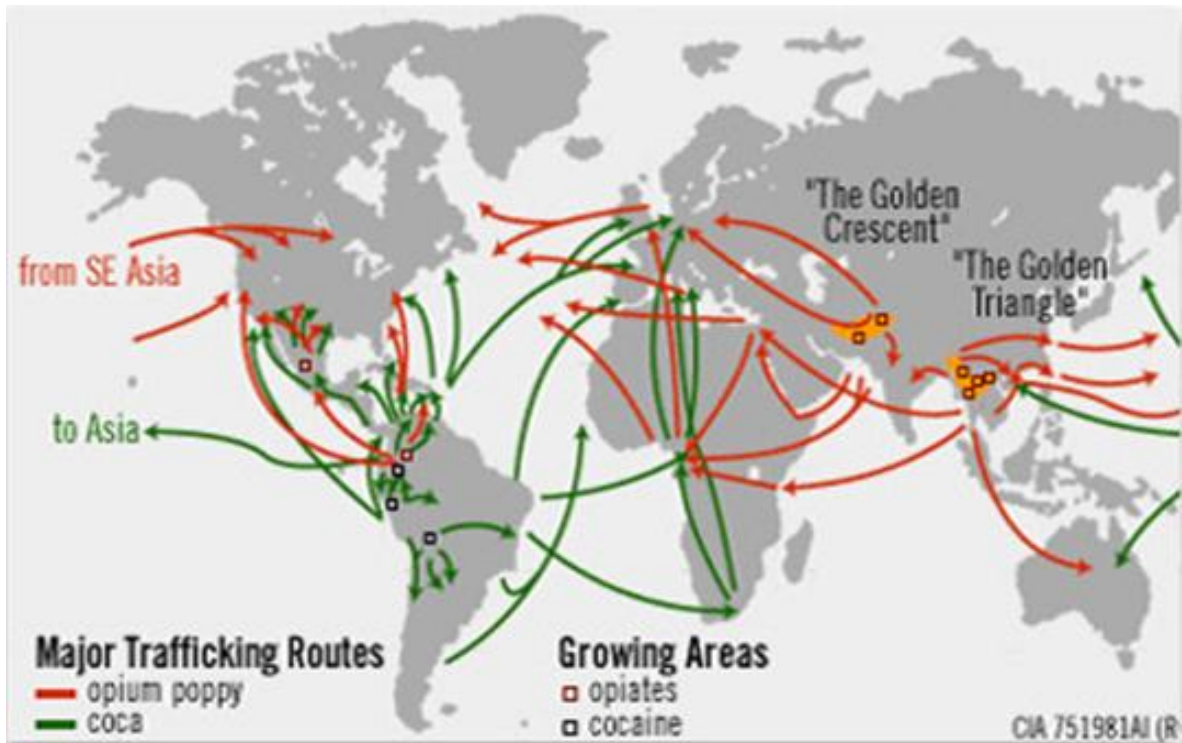 "The Golden
Crescent"
"The Golden
Triangle"
from SE Asia
to Asia
Major Trafficking Routes
opium poppy
coca
Growing Areas
opiates
cocaine
CIA 751981AI (R